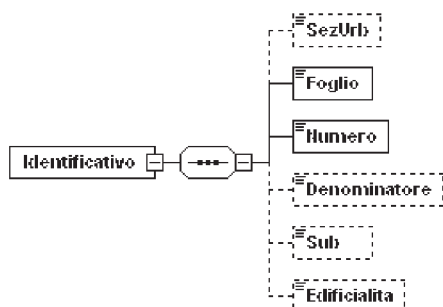 SezUrb
Foglio
Numero
Identificativo
Denominatore
Sub
Edificialita